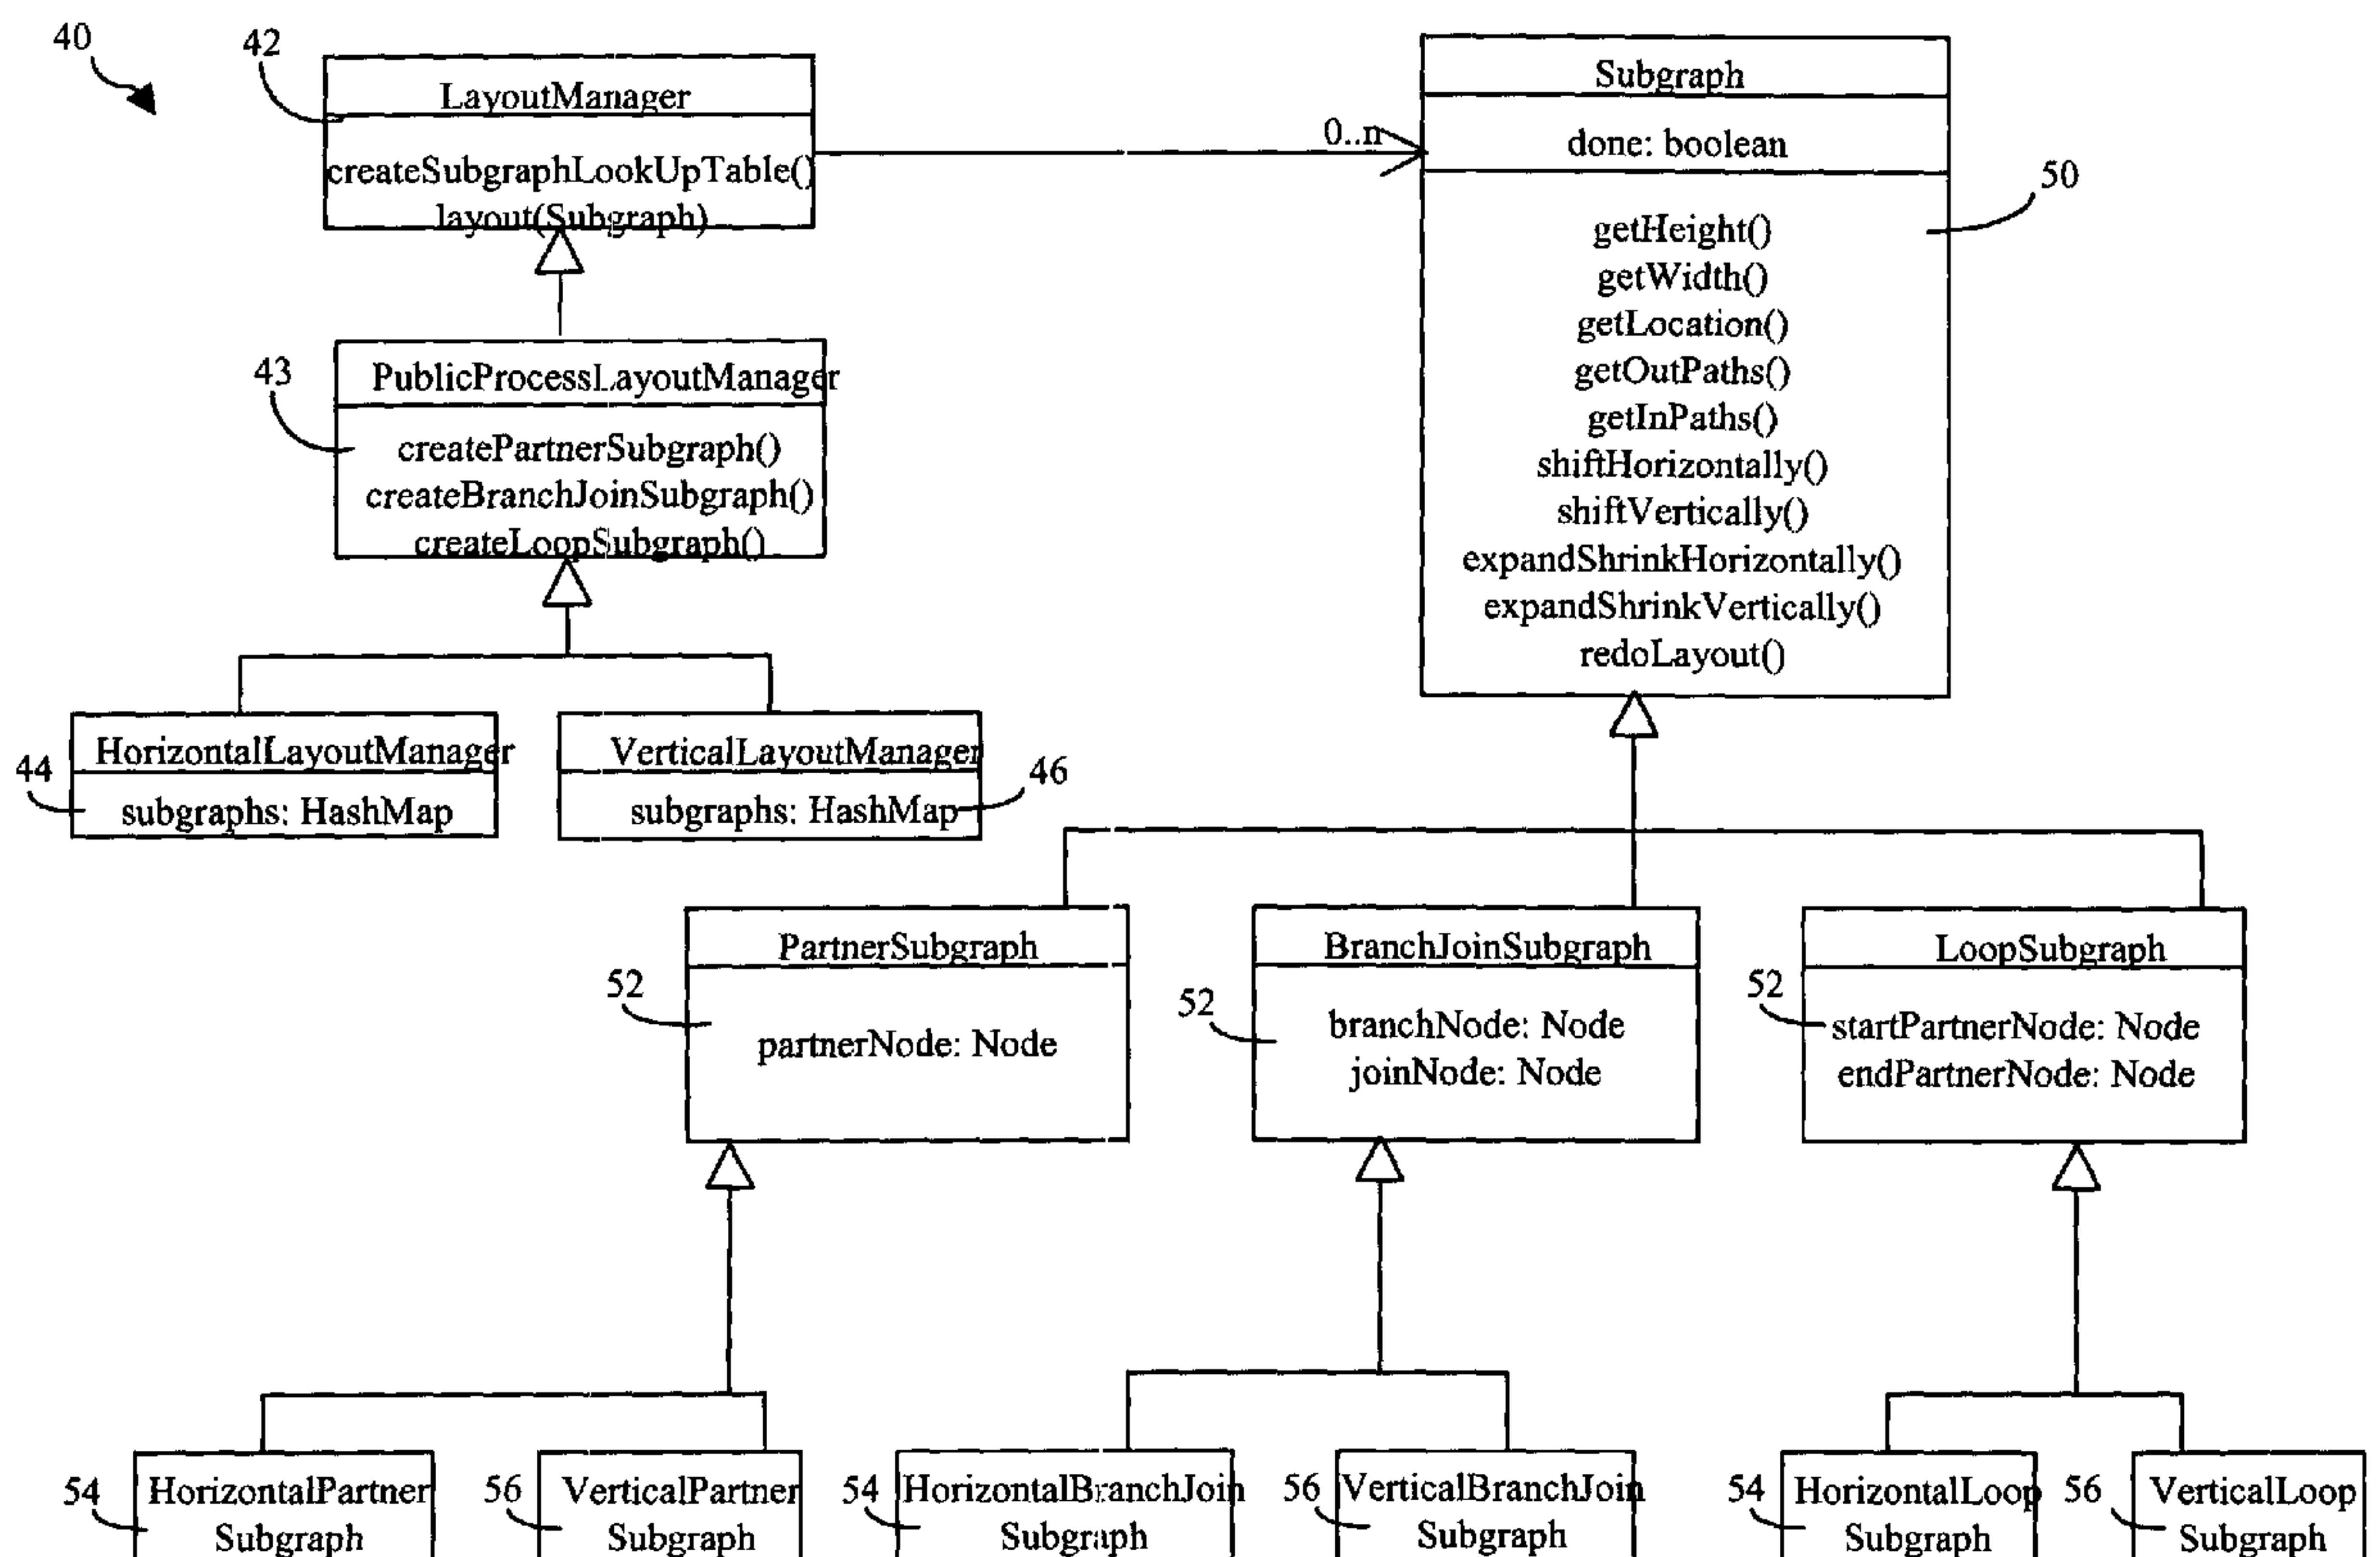 40
42
LayoutManager
createSubgraphLookUpTable()
layout(Subgraph)
0..n
Subgraph
done: boolean
50
getHeight()
getWidth()
getLocation()
getOutPaths()
getInPaths()
shiftHorizontally()
shiftVertically()
expandShrinkHorizontally()
expandShrinkVertically()
redoLayout()
43
PublicProcessLayoutManager
createPartnerSubgraph()
createBranchJoinSubgraph()
createLoopSubgraph()
44
HorizontalLayoutManager
subgraphs: HashMap
VerticalLayoutManager
subgraphs: HashMap
46
52
PartnerSubgraph
partnerNode: Node
52
BranchJoinSubgraph
branchNode: Node
joinNode: Node
52
LoopSubgraph
startPartnerNode: Node
endPartnerNode: Node
54
HorizontalPartner
Subgraph
56
VerticalPartner
Subgraph
54
HorizontalBranchJoin
Subgraph
56
VerticalBranchJoin
Subgraph
54
HorizontalLoop
Subgraph
56
VerticalLoop
Subgraph